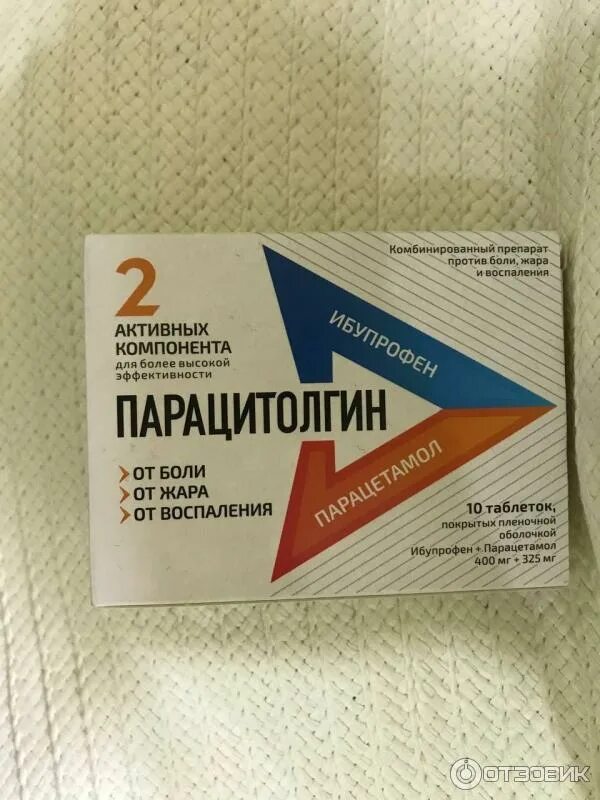 2
АКТИВНЫХ
КОМПОНЕНТА
для более высокой
эффективности
Комбинированный препарат
против боли, жара
и воспаления
ИБУПРОФЕН
ПАРАЦИТОЛГИН
ПАРАЦЕТАМОЛ
ОТ БОЛИ
ОТ ЖАРА
ОТ ВОСПАЛЕНИЯ
10 таблеток,
покрытых пленочной
оболочкой
Ибупрофен + Парацетамол
400 мг + 325 мг
ОТЗОВИК